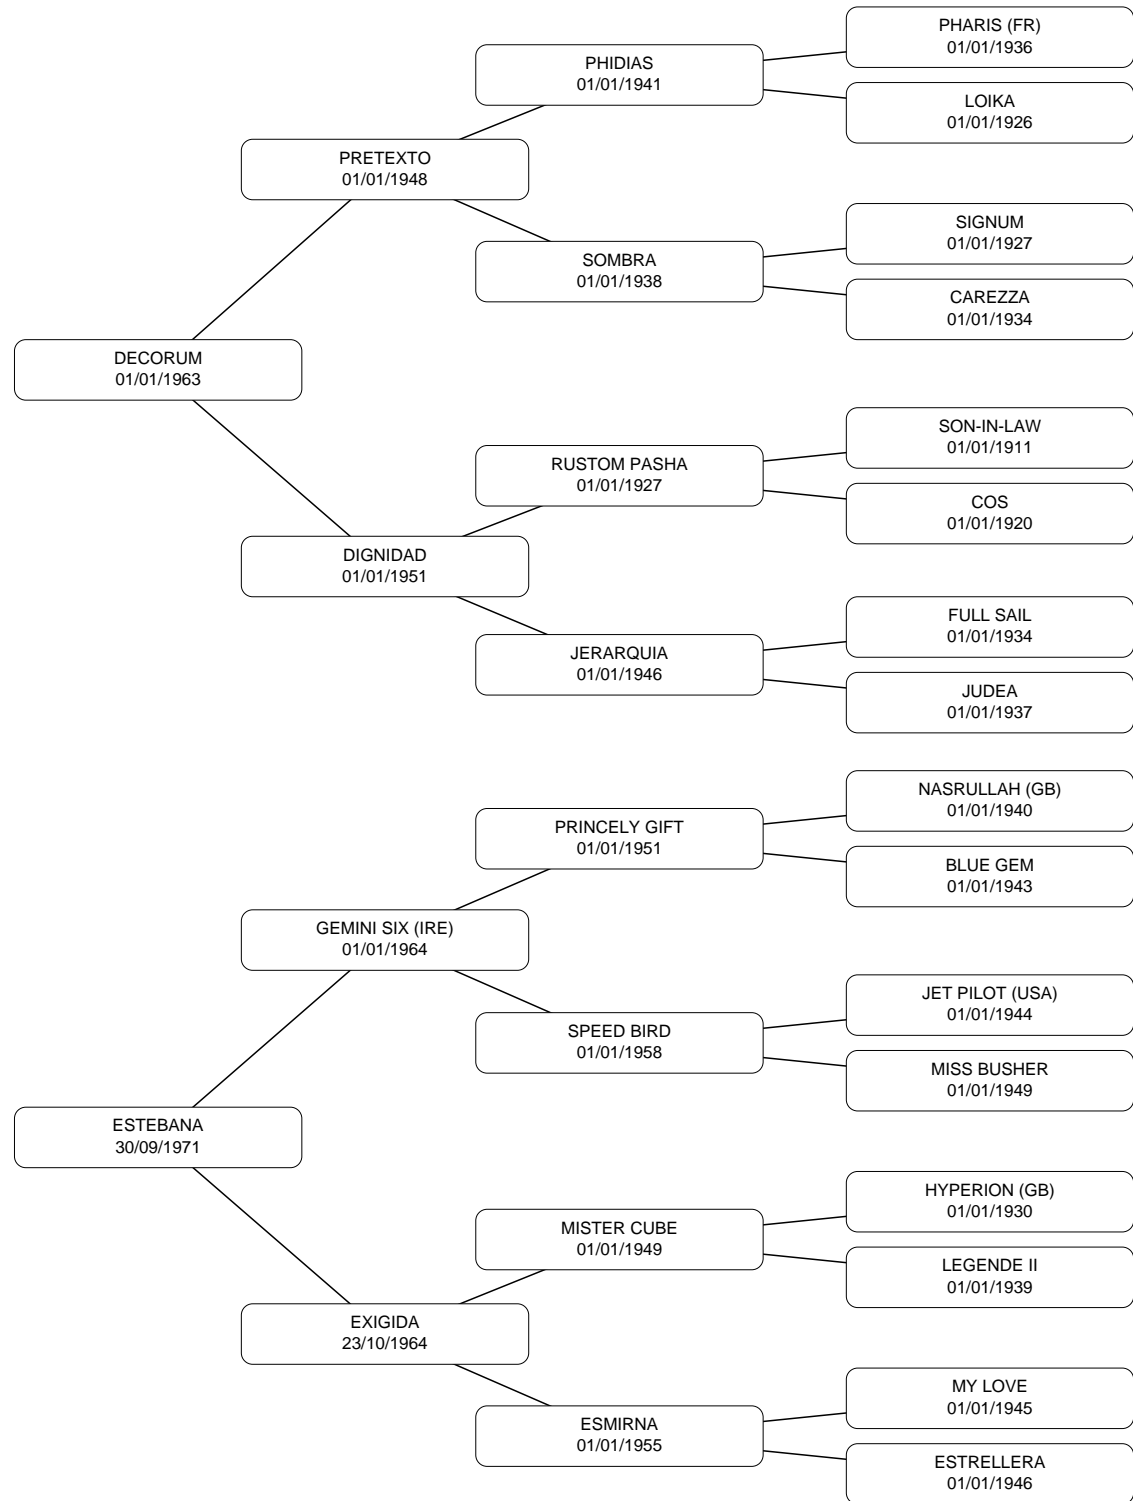 PHARIS (FR)
01/01/1936
PHIDIAS
01/01/1941
LOIKA
01/01/1926
PRETEXTO
01/01/1948
SIGNUM
01/01/1927
SOMBRA
01/01/1938
CAREZZA
01/01/1934
DECORUM
01/01/1963
SON-IN-LAW
01/01/1911
RUSTOM PASHA
01/01/1927
COS
01/01/1920
DIGNIDAD
01/01/1951
FULL SAIL
01/01/1934
JERARQUIA
01/01/1946
JUDEA
01/01/1937
NASRULLAH (GB)
01/01/1940
PRINCELY GIFT
01/01/1951
BLUE GEM
01/01/1943
GEMINI SIX (IRE)
01/01/1964
JET PILOT (USA)
01/01/1944
SPEED BIRD
01/01/1958
MISS BUSHER
01/01/1949
ESTEBANA
30/09/1971
HYPERION (GB)
01/01/1930
MISTER CUBE
01/01/1949
LEGENDE II
01/01/1939
EXIGIDA
23/10/1964
MY LOVE
01/01/1945
ESMIRNA
01/01/1955
ESTRELLERA
01/01/1946